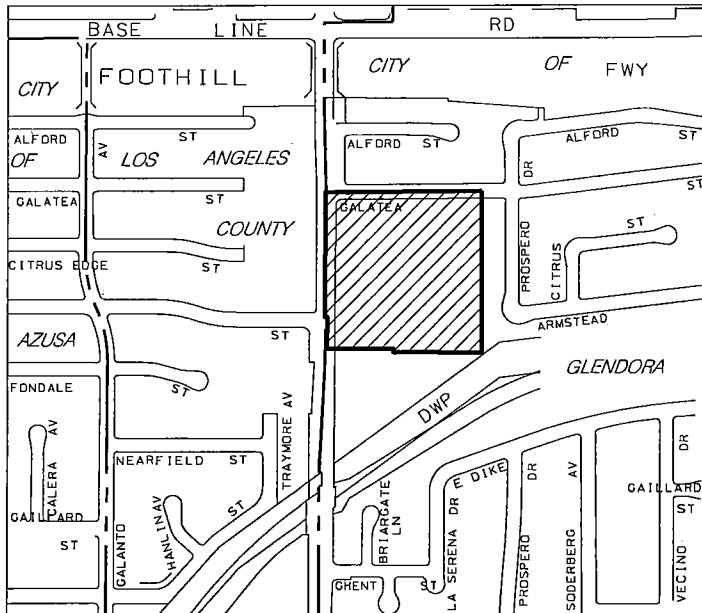 BASE LINE RD
CITY FOOTHILL CITY OF FWY
ALFORD ST ALFORD ST ALFORD ST
AV
OF LOS ANGELES
DR
GALATEA ST GALATEA ST
COUNTY
CITRUS EDGE ST
PROSPERO
CITRUS
ST
AZUSA ST ARMSTEAD
GLENDORA
FONDALE ST
DWP
CALERA AV
TRAYMORE AV
NEARFIELD ST
E DIKE
DR
AV
DR
GAILLARD ST
GAILLARD ST
GALANTO
HANLIN AV
ST
BRIARGATE LN
LA SERENA DR
PROSPERO
SODERBERG
VECINO
GHENT ST